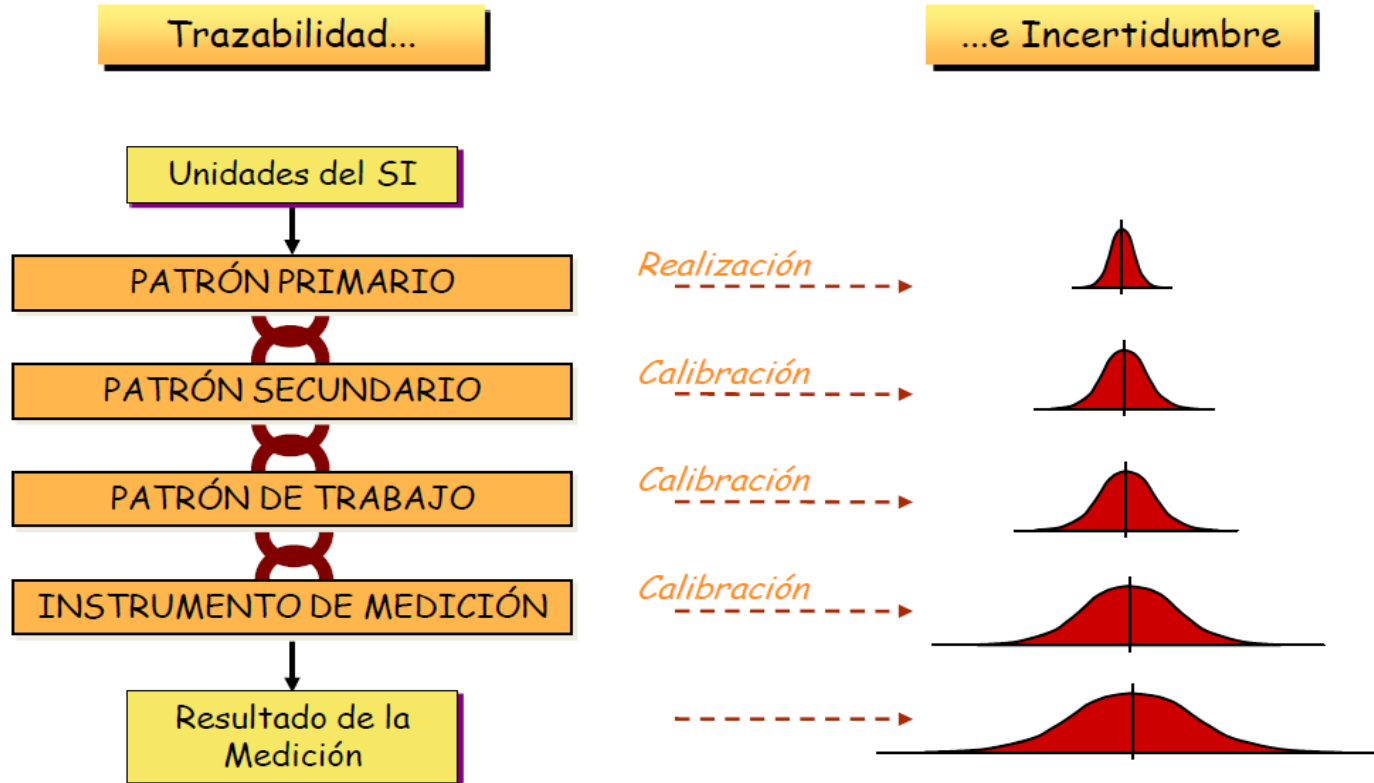 Trazabilidad...
...e Incertidumbre
Unidades del SI
PATRÓN PRIMARIO
Realización
PATRÓN SECUNDARIO
Calibración
PATRÓN DE TRABAJO
Calibración
INSTRUMENTO DE MEDICIÓN
Calibración
Resultado de la
Medición